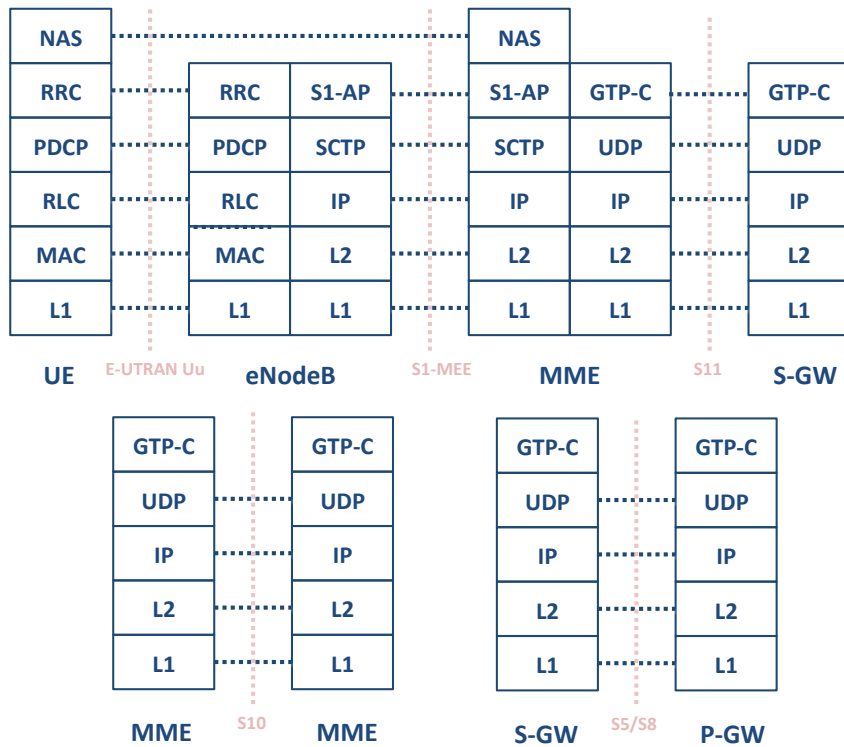 NAS NAS
RRC RRC S1-AP S1-AP GTP-C GTP-C
PDCP PDCP SCTP SCTP UDP UDP
RLC RLC IP IP IP IP
MAC MAC L2 L2 L2 L2
L1 L1 L1 L1 L1 L1
UE E-UTRAN Uu eNodeB S1-MEE MME S11 S-GW
GTP-C GTP-C GTP-C GTP-C
UDP UDP UDP UDP
IP IP IP IP
L2 L2 L2 L2
L1 L1 L1 L1
MME S10 MME S-GW S5/S8 P-GW